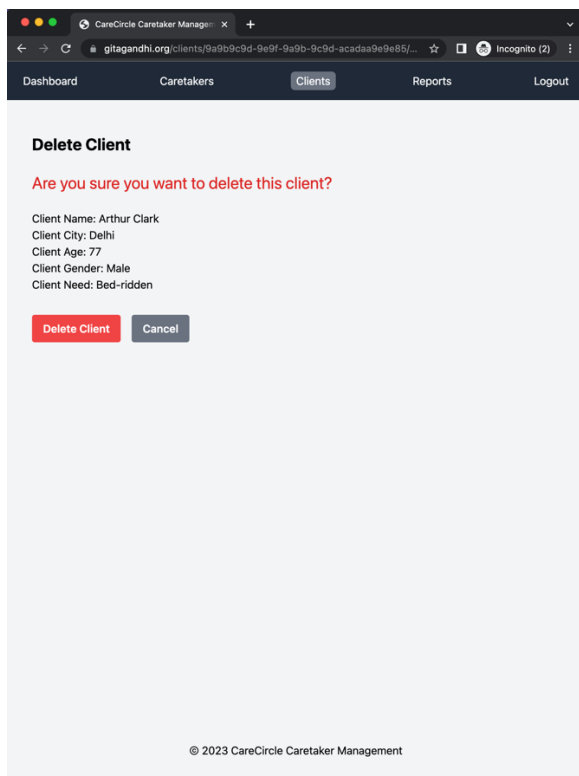 CareCircle Caretaker Managem
gitagandhi.org/clients/9a9b9c9d-9e9f-9a9b-9c9d-acadaa9e9e85/...
Incognito (2)
Dashboard Caretakers Clients Reports Logout
Delete Client
Are you sure you want to delete this client?
Client Name: Arthur Clark
Client City: Delhi
Client Age: 77
Client Gender: Male
Client Need: Bed-ridden
Delete Client Cancel
© 2023 CareCircle Caretaker Management